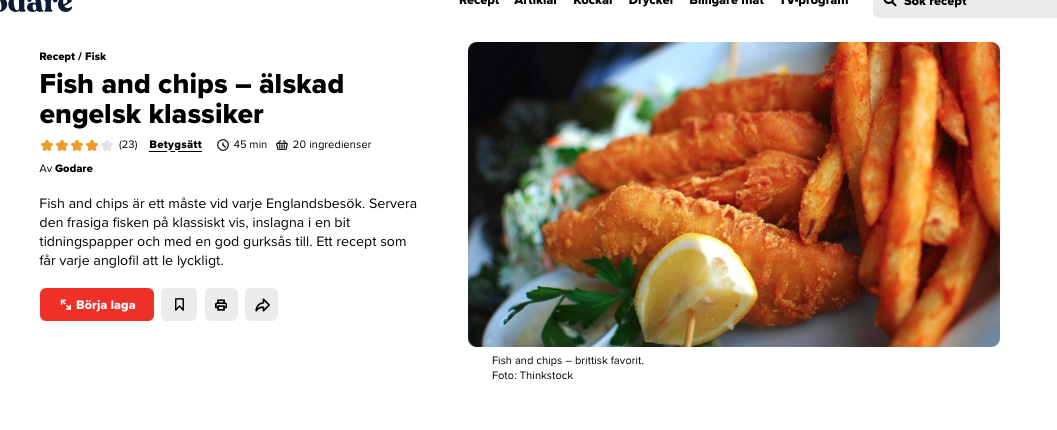 Godare
Recept Artiklar Kockar Drycker Billigare mat TV-program Sök recept
Recept / Fisk
Fish and chips – älskad
engelsk klassiker
(23) Betygsätt 45 min 20 ingredienser
Av Godare
Fish and chips är ett måste vid varje Englandsbesök. Servera
den frasiga fisken på klassiskt vis, inslagna i en bit
tidningspapper och med en god gurksås till. Ett recept som
får varje anglofil att le lyckligt.
Börja laga
Fish and chips – brittisk favorit.
Foto: Thinkstock